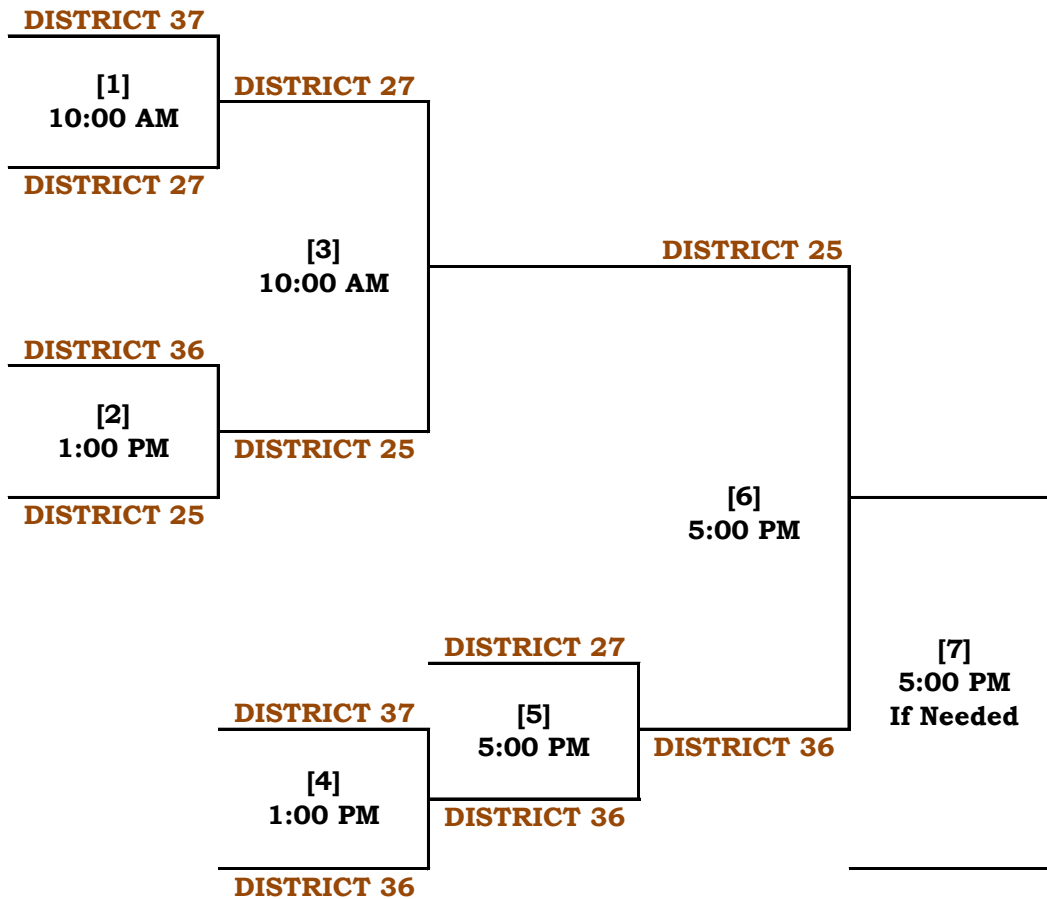 DISTRICT 37
[1]
10:00 AM
DISTRICT 27
DISTRICT 27
[3]
10:00 AM
DISTRICT 25
DISTRICT 36
[2]
1:00 PM
DISTRICT 25
DISTRICT 25
[6]
5:00 PM
DISTRICT 27
[7]
5:00 PM
If Needed
DISTRICT 37
[5]
5:00 PM
DISTRICT 36
[4]
1:00 PM
DISTRICT 36
DISTRICT 36